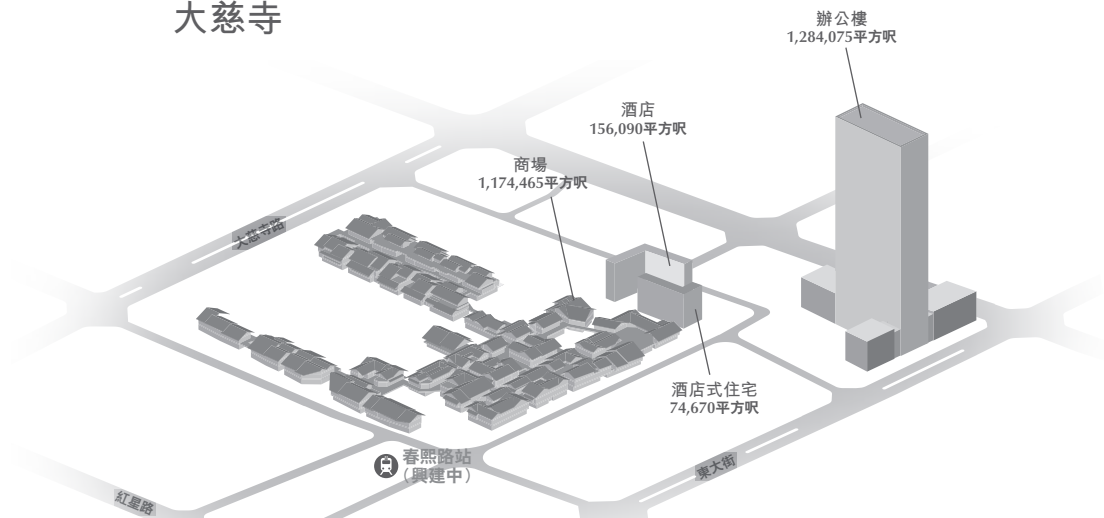 大慈寺
辦公樓
1,284,075平方呎
酒店
156,090平方呎
商場
1,174,465平方呎
大慈寺路
酒店式住宅
74,670平方呎
春熙路站
（興建中）
東大街
紅星路